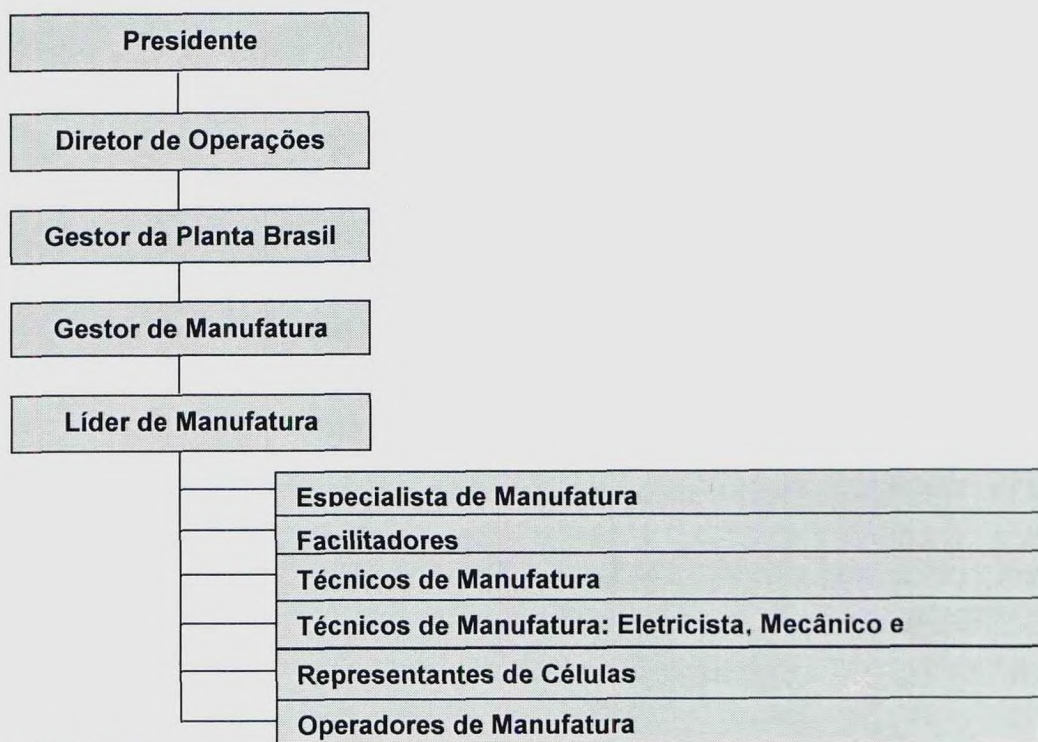 Presidente
Diretor de Operações
Gestor da Planta Brasil
Gestor de Manufatura
Líder de Manufatura
Especialista de Manufatura
Facilitadores
Técnicos de Manufatura
Técnicos de Manufatura: Eletricista, Mecânico e
Representantes de Células
Operadores de Manufatura